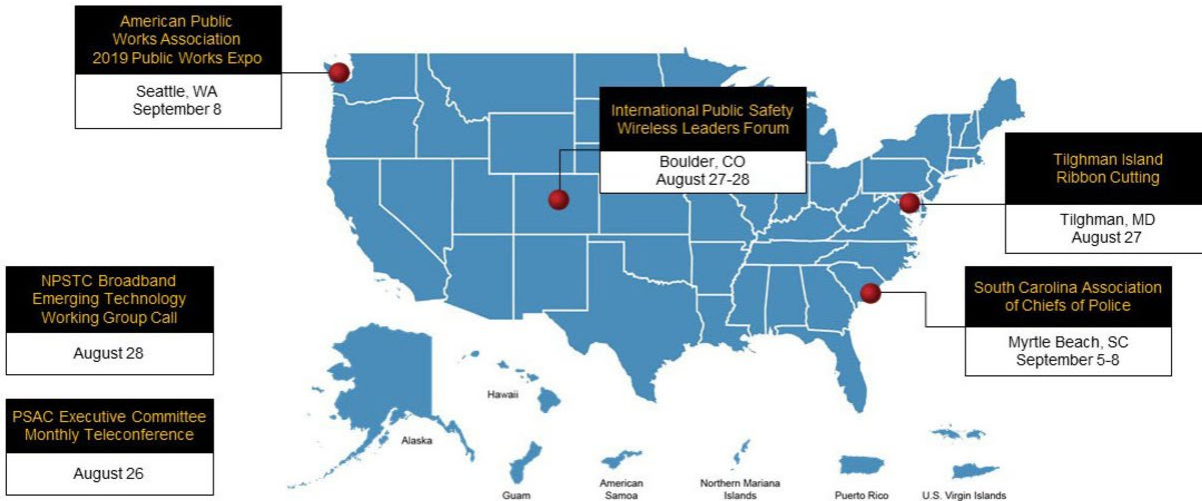 American Public
Works Association
2019 Public Works Expo
Seattle, WA
September 8
International Public Safety
Wireless Leaders Forum
Boulder, CO
August 27-28
Tilghman Island
Ribbon Cutting
Tilghman, MD
August 27
NPSTC Broadband
Emerging Technology
Working Group Call
August 28
South Carolina Association
of Chiefs of Police
Myrtle Beach, SC
September 5-8
PSAC Executive Committee
Monthly Teleconference
August 26
Alaska
Hawaii
Guam
American
Samoa
Northern Mariana
Islands
Puerto Rico
U.S. Virgin Islands